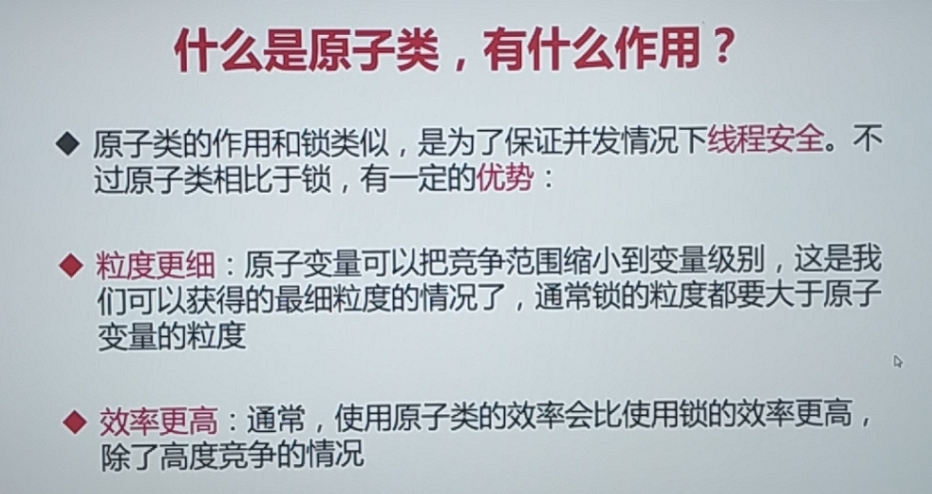 什么是原子类，有什么作用？
◆ 原子类的作用和锁类似，是为了保证并发情况下线程安全。不
过原子类相比于锁，有一定的优势：
◆ 粒度更细：原子变量可以把竞争范围缩小到变量级别，这是我
们可以获得的最细粒度的情况了，通常锁的粒度都要大于原子
变量的粒度
◆ 效率更高：通常，使用原子类的效率会比使用锁的效率更高，
除了高度竞争的情况